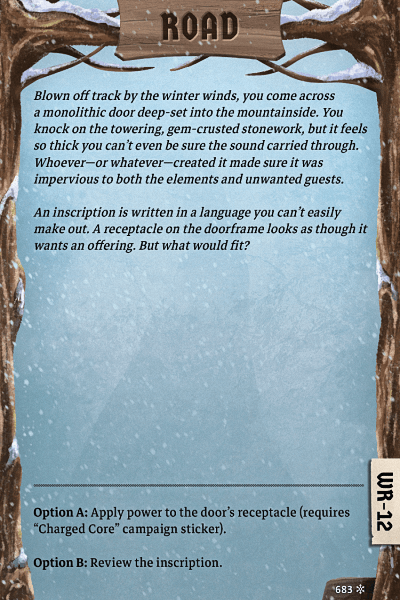 ROAD
Blown off track by the winter winds, you come across
a monolithic door deep-set into the mountainside. You
knock on the towering, gem-crusted stonework, but it feels
so thick you can't even be sure the sound carried through.
Whoever—or whatever—created it made sure it was
impervious to both the elements and unwanted guests.
An inscription is written in a language you can't easily
make out. A receptacle on the doorframe looks as though it
wants an offering. But what would fit?
Option A: Apply power to the door's receptacle (requires
“Charged Core” campaign sticker).
Option B: Review the inscription.
WR-12
683